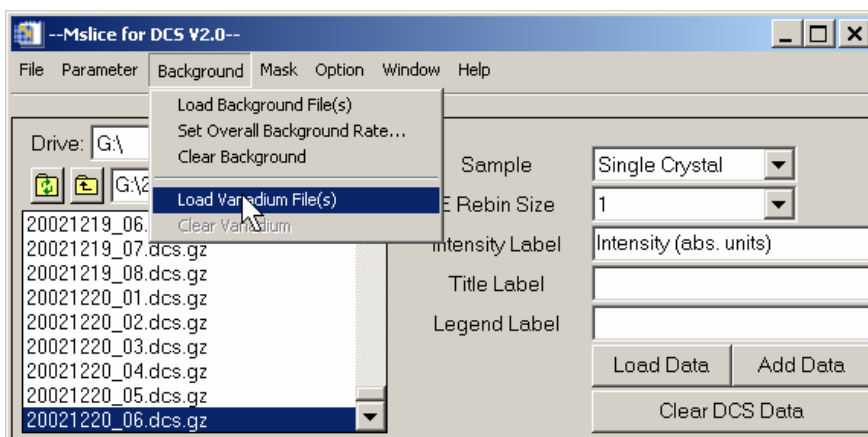 --Mslice for DCS V2.0--
File Parameter Background Mask Option Window Help
Load Background File(s)
Set Overall Background Rate...
Clear Background
Load Vanadium File(s)
Clear Vanadium
Drive: G:\
G:\2
20021219_06.
20021219_07.dcs.gz
20021219_08.dcs.gz
20021220_01.dcs.gz
20021220_02.dcs.gz
20021220_03.dcs.gz
20021220_04.dcs.gz
20021220_05.dcs.gz
20021220_06.dcs.gz
Sample Single Crystal
E Rebin Size 1
Intensity Label Intensity (abs. units)
Title Label
Legend Label
Load Data Add Data
Clear DCS Data